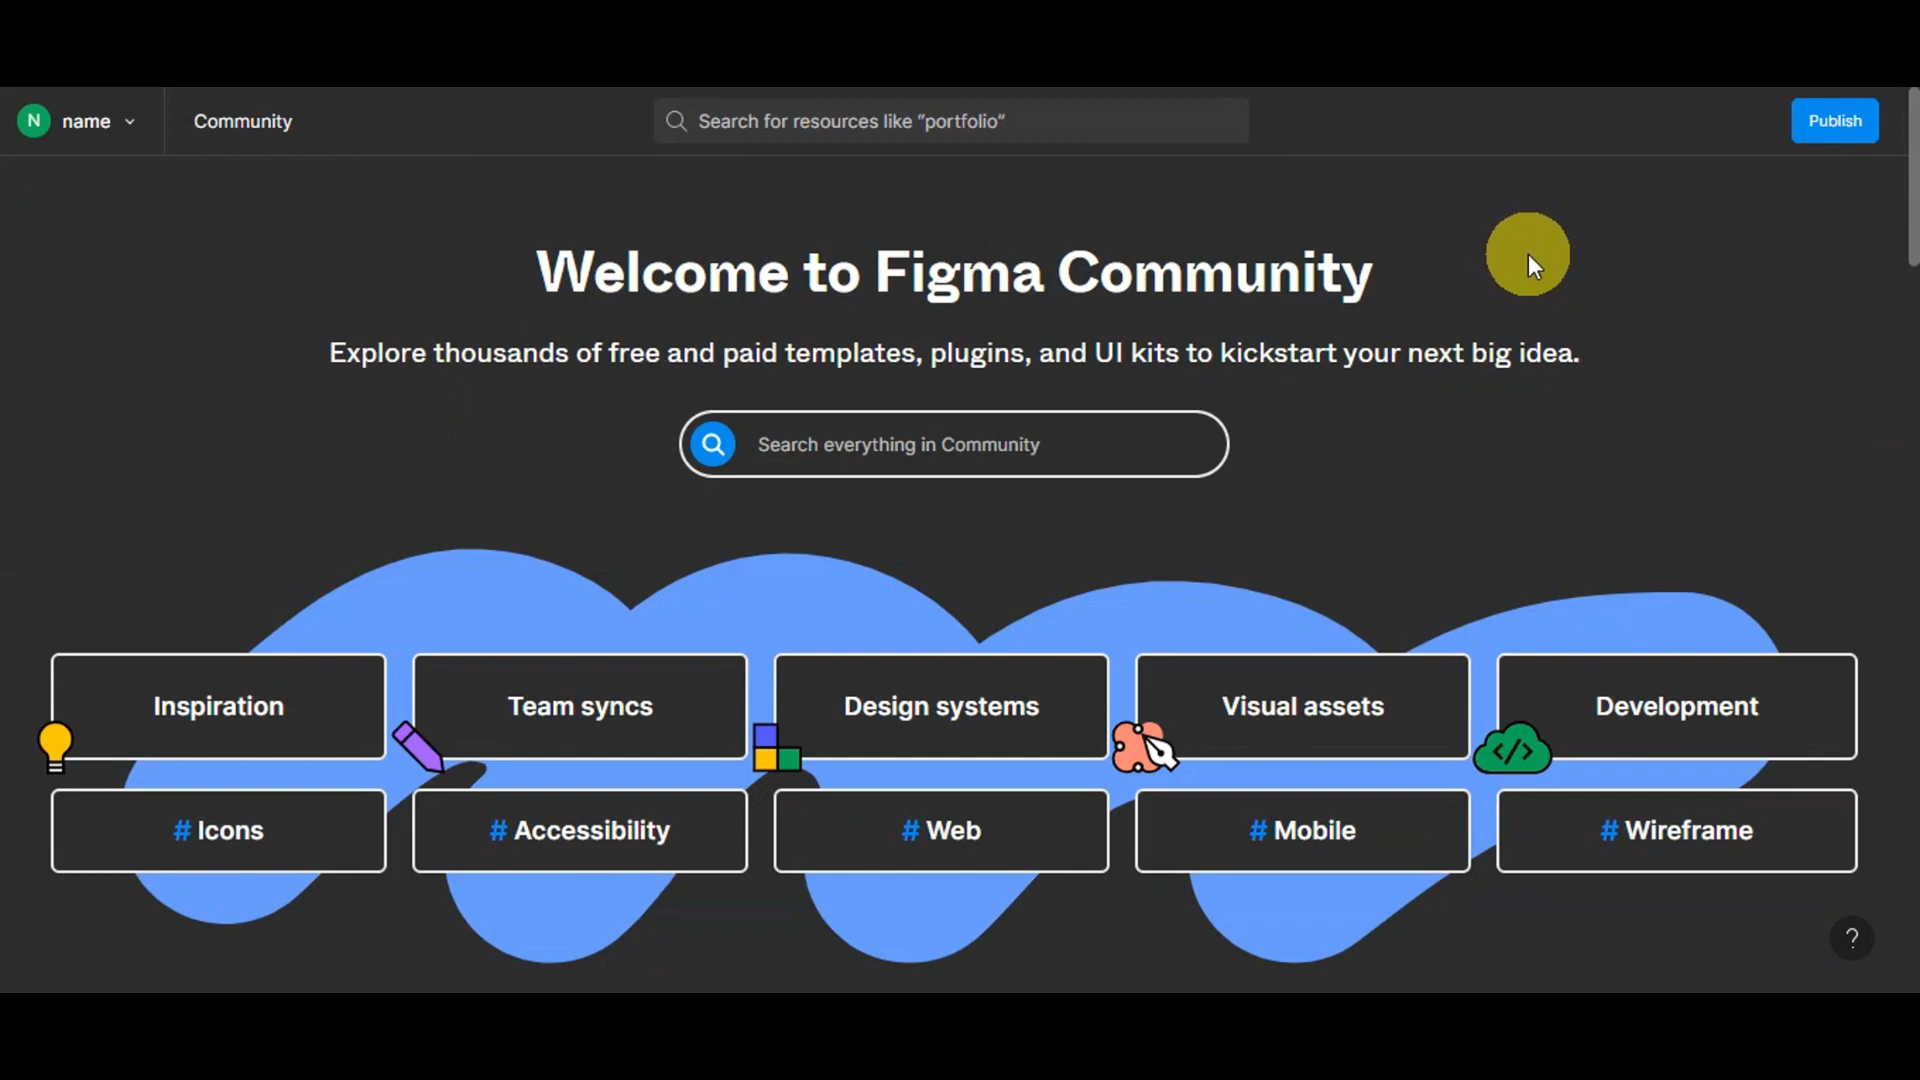 N name Community Search for resources like “portfolio“ Publish
Welcome to Figma Community
Explore thousands of free and paid templates, plugins, and UI kits to kickstart your next big idea.
Search everything in Community
Inspiration Team syncs Design systems Visual assets Development
</>
# Icons # Accessibility # Web # Mobile # Wireframe
?